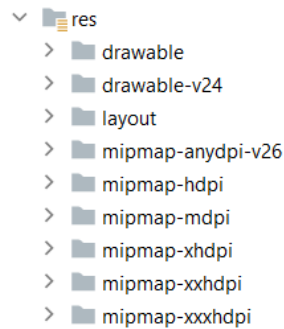 res
drawable
drawable-v24
layout
mipmap-anydpi-v26
mipmap-hdpi
mipmap-mdpi
mipmap-xhdpi
mipmap-xxhdpi
mipmap-xxxhdpi